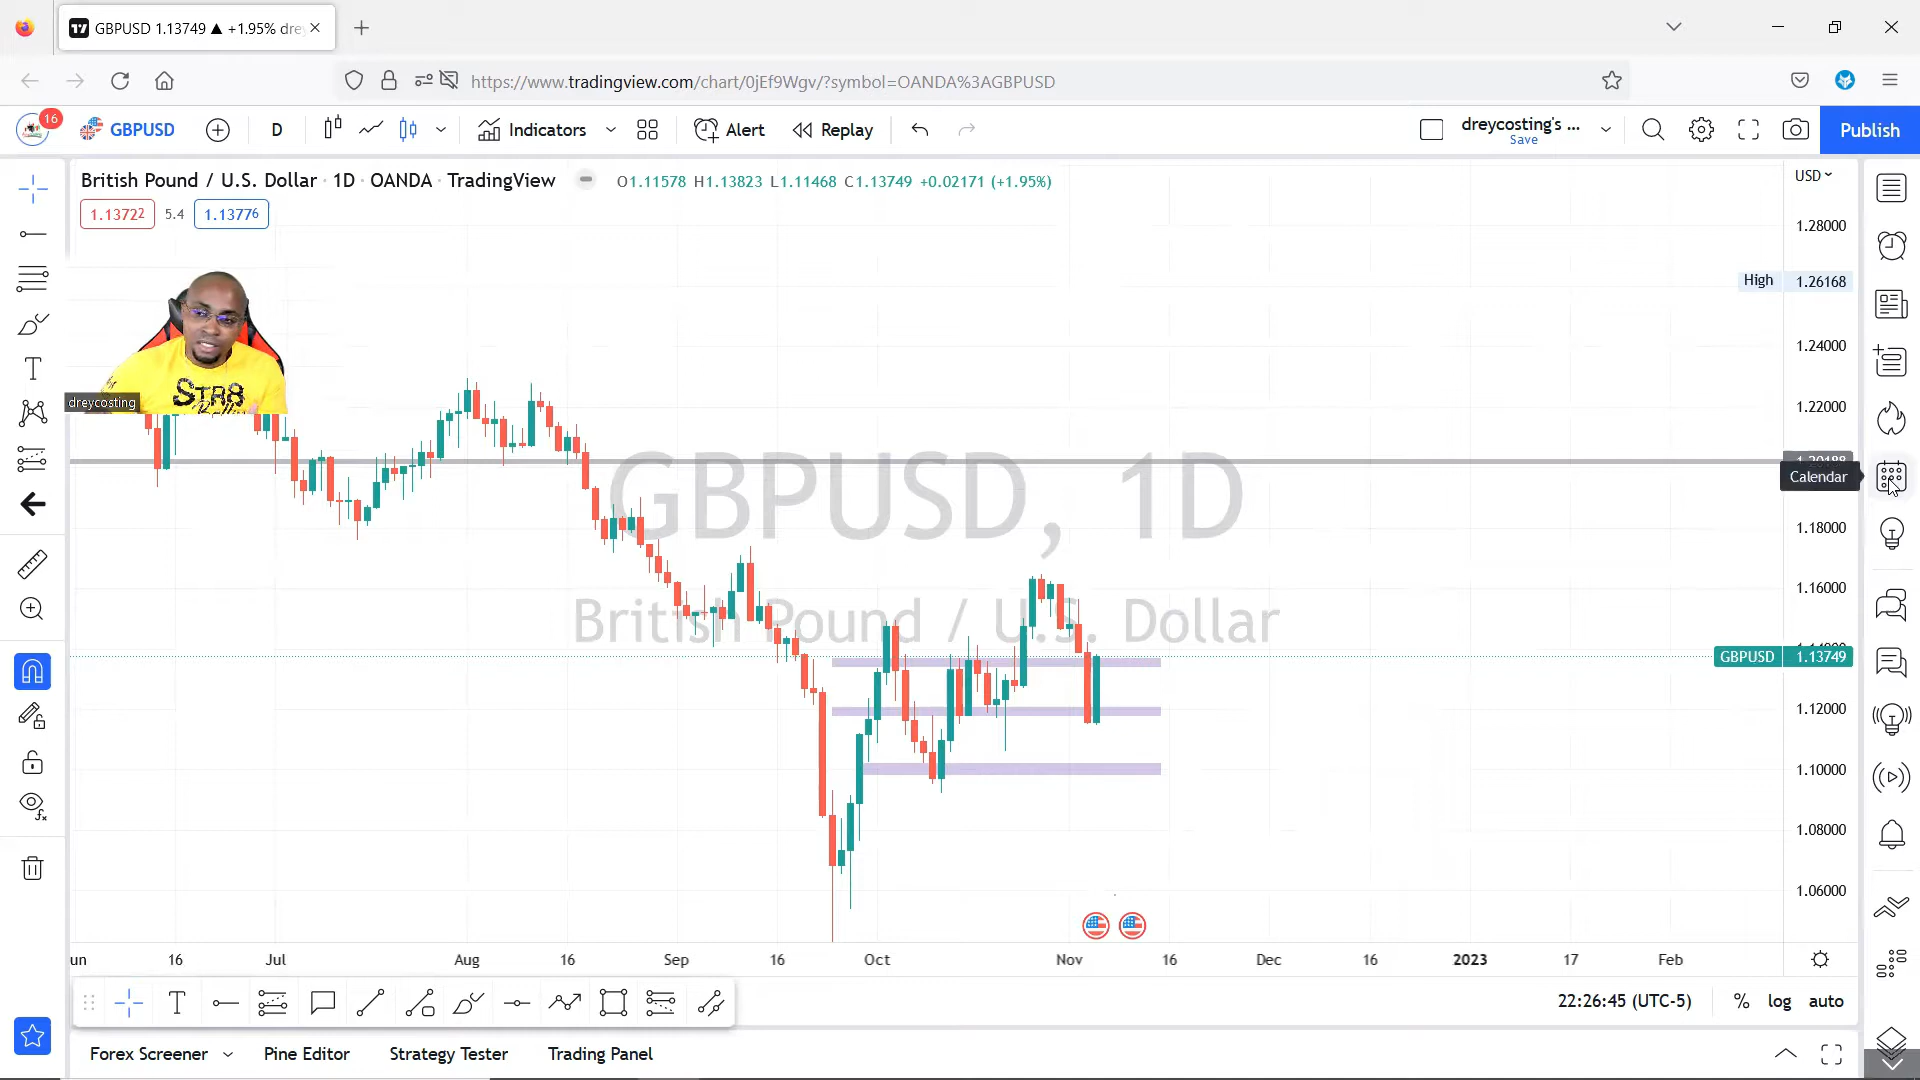 GBPUSD 1.13749 ▲ +1.95% dre
https://www.tradingview.com/chart/0jEf9Wgv/?symbol=OANDA%3AGBPUSD
16
GBPUSD
D
Indicators
Alert
Replay
dreycosting's ...
Save
Publish
British Pound / U.S. Dollar · 1D · OANDA · TradingView
O1.11578 H1.13823 L1.11468 C1.13749 +0.02171 (+1.95%)
USD
1.13722
5.4
1.13776
1.28000
High 1.26168
1.24000
STR8
dreycosting
1.22000
1.20188
Calendar
GBPUSD, 1D
1.18000
1.16000
British Pound / U.S. Dollar
1.14000
GBPUSD 1.13749
1.12000
1.10000
1.08000
1.06000
un 16 Jul Aug 16 Sep 16 Oct Nov 16 Dec 16 2023 17 Feb
T
22:26:45 (UTC-5)
% log auto
Forex Screener
Pine Editor
Strategy Tester
Trading Panel